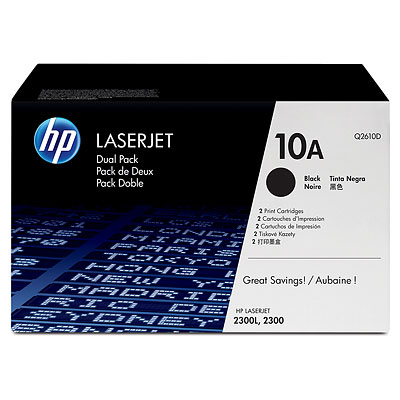 hp
LASERJET
Dual Pack
Pack de Deux
Pack Doble
Q2610D
10A
Black
Noire
Tinta Negra
黑色
2 Print Cartridges
2 Cartouches d'Impression
2 Cartuchos de Impresión
2 Tiskové Kazety
2 打印墨盒
Great Savings! / Aubaine !
HP LASERJET
2300L, 2300